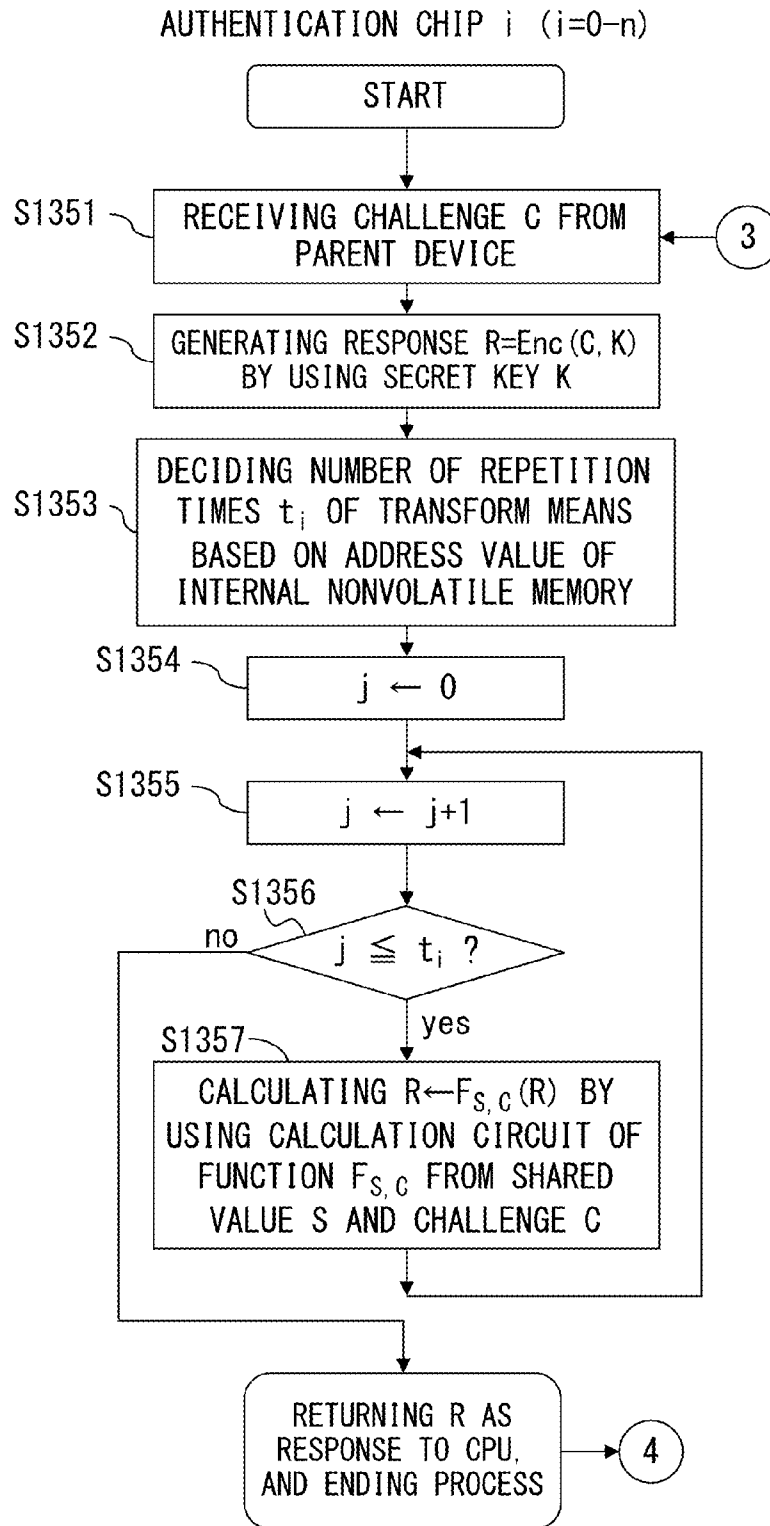 AUTHENTICATION CHIP i (i=0-n)
START
S1351
RECEIVING CHALLENGE C FROM
PARENT DEVICE
3
S1352
GENERATING RESPONSE R=Enc(C,K)
BY USING SECRET KEY K
S1353
DECIDING NUMBER OF REPETITION
TIMES ti OF TRANSFORM MEANS
BASED ON ADDRESS VALUE OF
INTERNAL NONVOLATILE MEMORY
S1354
j ← 0
S1355
j ← j+1
S1356
no
j ≦ ti ?
yes
S1357
CALCULATING R←FS,C(R) BY
USING CALCULATION CIRCUIT OF
FUNCTION FS,C FROM SHARED
VALUE S AND CHALLENGE C
RETURNING R AS
RESPONSE TO CPU,
AND ENDING PROCESS
4